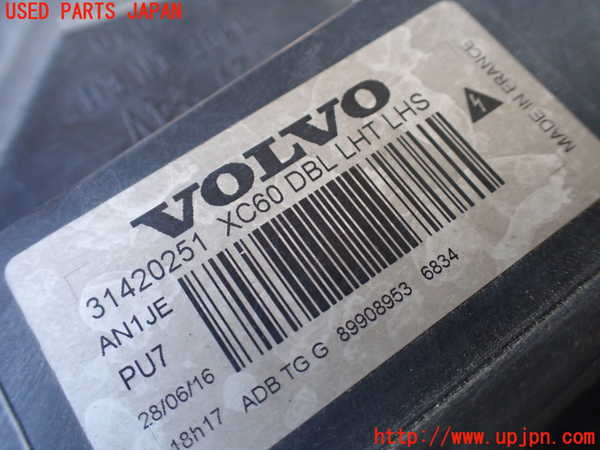 USED PARTS JAPAN
VOLVO
MADE IN FRANCE
31420251 XC60 DBL LHT LHS
AN1JE
PU7
28/06/16
18h17 ADB TG G 89908953 6834
http://www.upjpn.com/